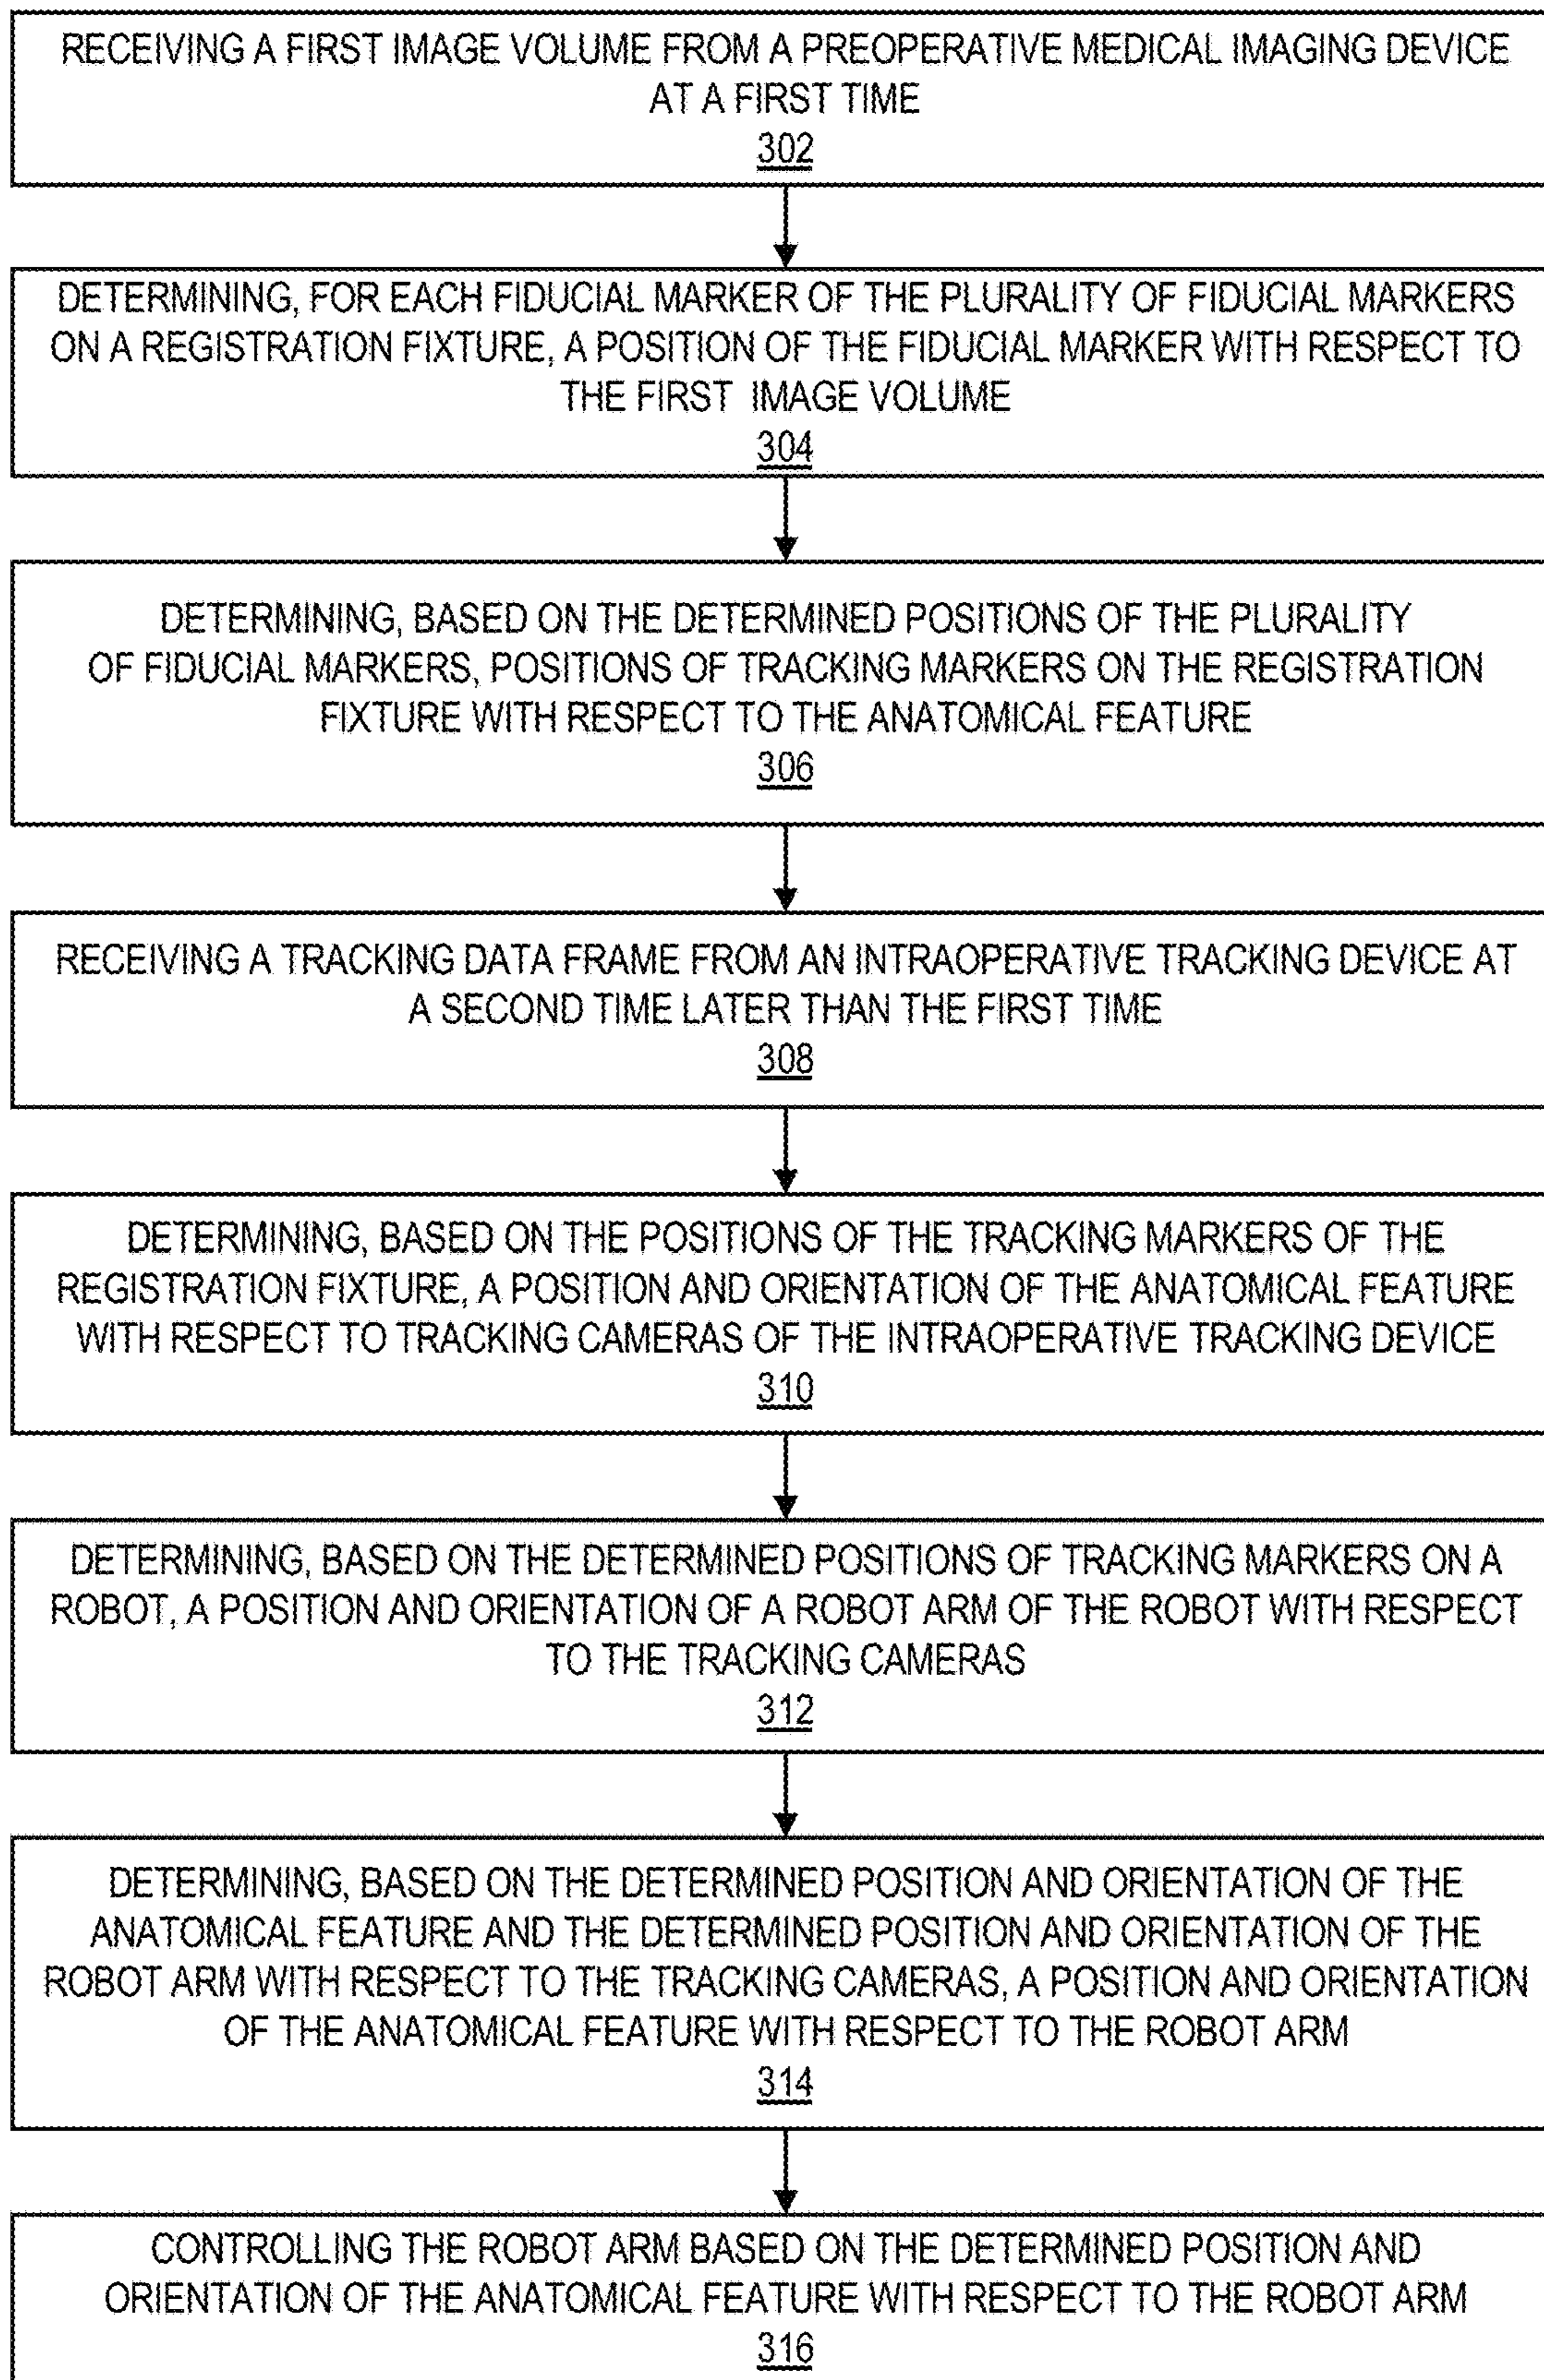 RECEIVING A FIRST IMAGE VOLUME FROM A PREOPERATIVE MEDICAL IMAGING DEVICE
AT A FIRST TIME
302
DETERMINING, FOR EACH FIDUCIAL MARKER OF THE PLURALITY OF FIDUCIAL MARKERS
ON A REGISTRATION FIXTURE, A POSITION OF THE FIDUCIAL MARKER WITH RESPECT TO
THE FIRST IMAGE VOLUME
304
DETERMINING, BASED ON THE DETERMINED POSITIONS OF THE PLURALITY
OF FIDUCIAL MARKERS, POSITIONS OF TRACKING MARKERS ON THE REGISTRATION
FIXTURE WITH RESPECT TO THE ANATOMICAL FEATURE
306
RECEIVING A TRACKING DATA FRAME FROM AN INTRAOPERATIVE TRACKING DEVICE AT
A SECOND TIME LATER THAN THE FIRST TIME
308
DETERMINING, BASED ON THE POSITIONS OF THE TRACKING MARKERS OF THE
REGISTRATION FIXTURE, A POSITION AND ORIENTATION OF THE ANATOMICAL FEATURE
WITH RESPECT TO TRACKING CAMERAS OF THE INTRAOPERATIVE TRACKING DEVICE
310
DETERMINING, BASED ON THE DETERMINED POSITIONS OF TRACKING MARKERS ON A
ROBOT, A POSITION AND ORIENTATION OF A ROBOT ARM OF THE ROBOT WITH RESPECT
TO THE TRACKING CAMERAS
312
DETERMINING, BASED ON THE DETERMINED POSITION AND ORIENTATION OF THE
ANATOMICAL FEATURE AND THE DETERMINED POSITION AND ORIENTATION OF THE
ROBOT ARM WITH RESPECT TO THE TRACKING CAMERAS, A POSITION AND ORIENTATION
OF THE ANATOMICAL FEATURE WITH RESPECT TO THE ROBOT ARM
314
CONTROLLING THE ROBOT ARM BASED ON THE DETERMINED POSITION AND
ORIENTATION OF THE ANATOMICAL FEATURE WITH RESPECT TO THE ROBOT ARM
316